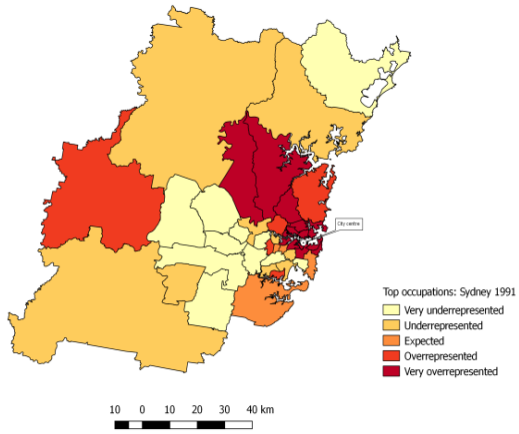 City centre
Top occupations: Sydney 1991
Very underrepresented
Underrepresented
Expected
Overrepresented
Very overrepresented
10 0 10 20 30 40 km